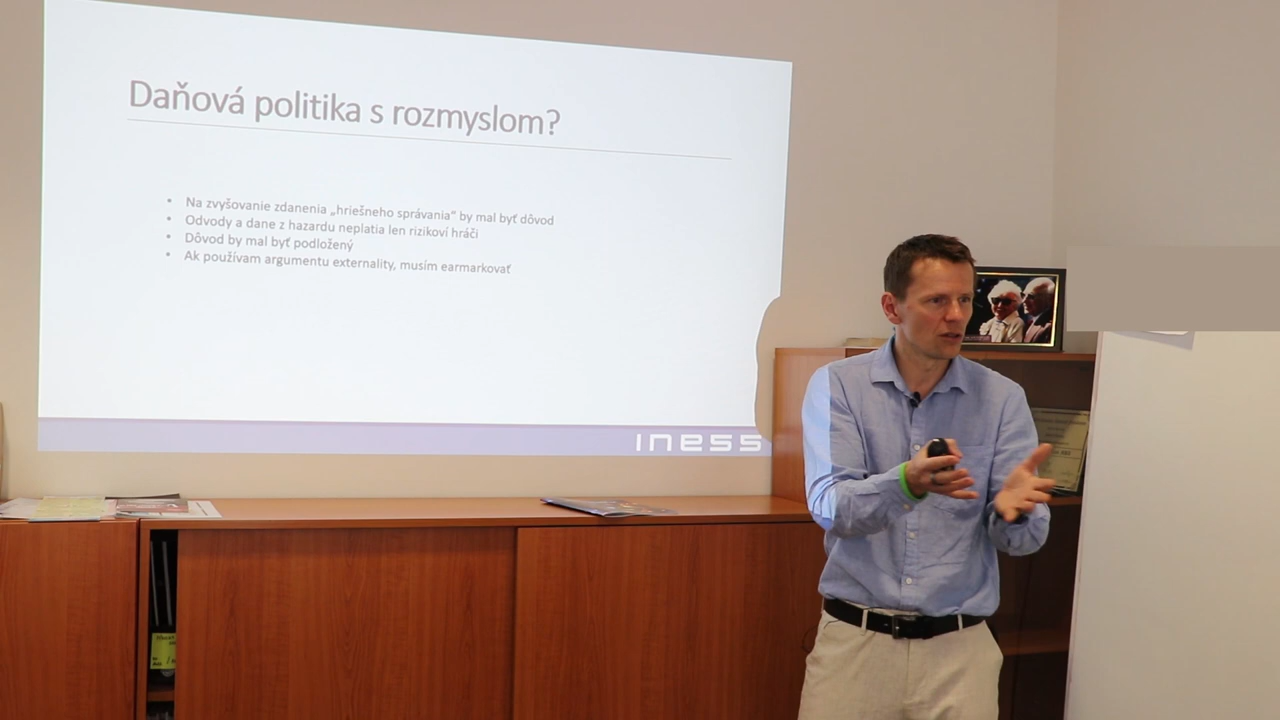 Daňová politika s rozmyslom?
• Na zvyšovanie zdanenia „hriešneho správania“ by mal byť dôvod
• Odvody a dane z hazardu neplatia len rizikoví hráči
• Dôvod by mal byť podložený
• Ak používam argumentu externality, musím earmarkovať
INESS